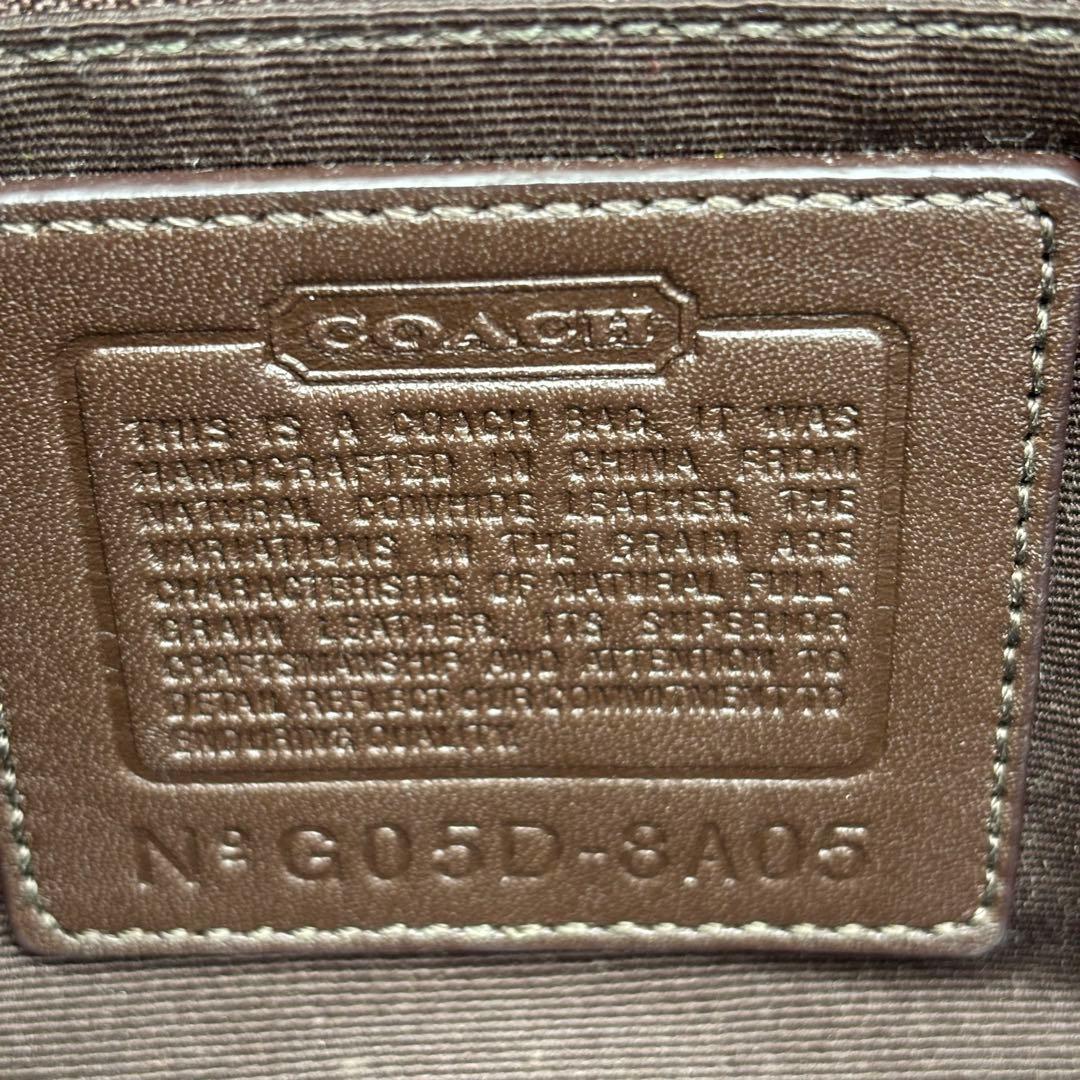 COACH
THIS IS A COACH BAG. IT WAS
HANDCRAFTED IN CHINA FROM
NATURAL COWHIDE LEATHER. THE
VARIATIONS IN THE GRAIN ARE
CHARACTERISTIC OF NATURAL FULL-
GRAIN LEATHER. ITS SUPERIOR
CRAFTSMANSHIP AND ATTENTION TO
DETAIL REFLECT OUR COMMITMENT TO
ENDURING QUALITY.
Nº G05D-8A05